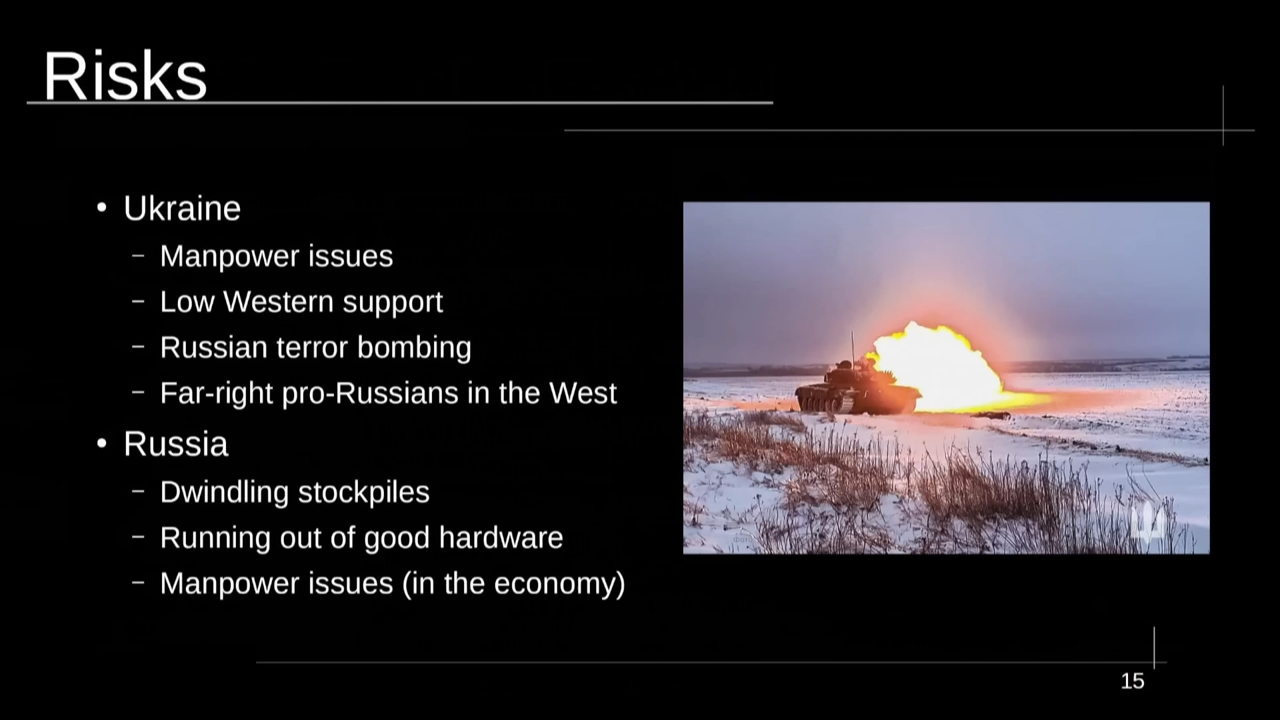 Risks
• Ukraine
– Manpower issues
– Low Western support
– Russian terror bombing
– Far-right pro-Russians in the West
• Russia
– Dwindling stockpiles
– Running out of good hardware
– Manpower issues (in the economy)
15